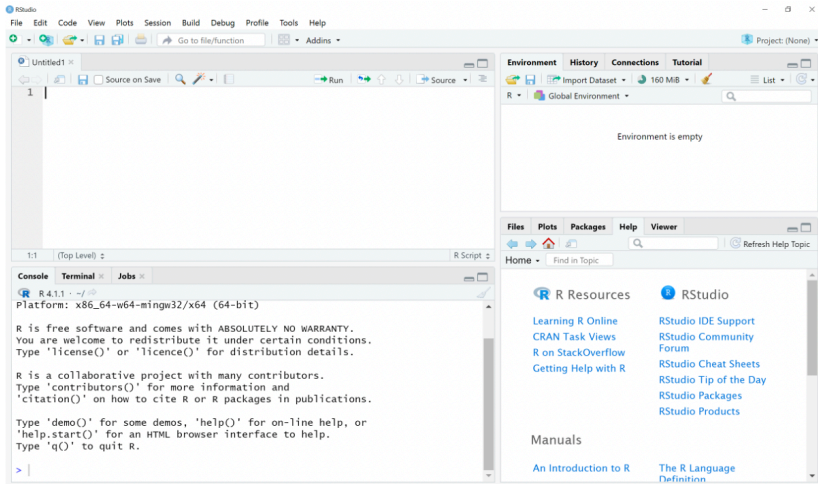 RStudio
File Edit Code View Plots Session Build Debug Profile Tools Help
Go to file/function Addins Project: (None)
Untitled1
Source on Save Run Source
1
1:1 (Top Level) R Script
Console Terminal Jobs
R 4.1.1 · ~/
Platform: x86_64-w64-mingw32/x64 (64-bit)
R is free software and comes with ABSOLUTELY NO WARRANTY.
You are welcome to redistribute it under certain conditions.
Type 'license()' or 'licence()' for distribution details.
R is a collaborative project with many contributors.
Type 'contributors()' for more information and
'citation()' on how to cite R or R packages in publications.
Type 'demo()' for some demos, 'help()' for on-line help, or
'help.start()' for an HTML browser interface to help.
Type 'q()' to quit R.
>
Environment History Connections Tutorial
Import Dataset 160 MiB List
R Global Environment
Environment is empty
Files Plots Packages Help Viewer
Refresh Help Topic
Home Find in Topic
R Resources
Learning R Online
CRAN Task Views
R on StackOverflow
Getting Help with R
RStudio
RStudio IDE Support
RStudio Community
Forum
RStudio Cheat Sheets
RStudio Tip of the Day
RStudio Packages
RStudio Products
Manuals
An Introduction to R
The R Language
Definition